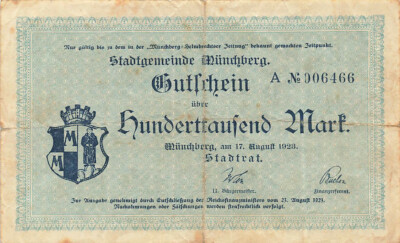 Nur gültig bis zu dem in der „Münchberg-Helmbrechtser Zeitung“ bekannt gemachten Zeitpunkt.
Stadtgemeinde Münchberg.
Gutschein A № 006466
über
Hunderttausend Mark.
Münchberg, am 17. August 1923.
Stadtrat.
M M
II. Bürgermeister. Finanzreferent.
Zur Ausgabe genehmigt durch Entschließung des Reichsfinanzministers vom 21. August 1923.
Nachahmungen oder Fälschungen werden strafrechtlich verfolgt.